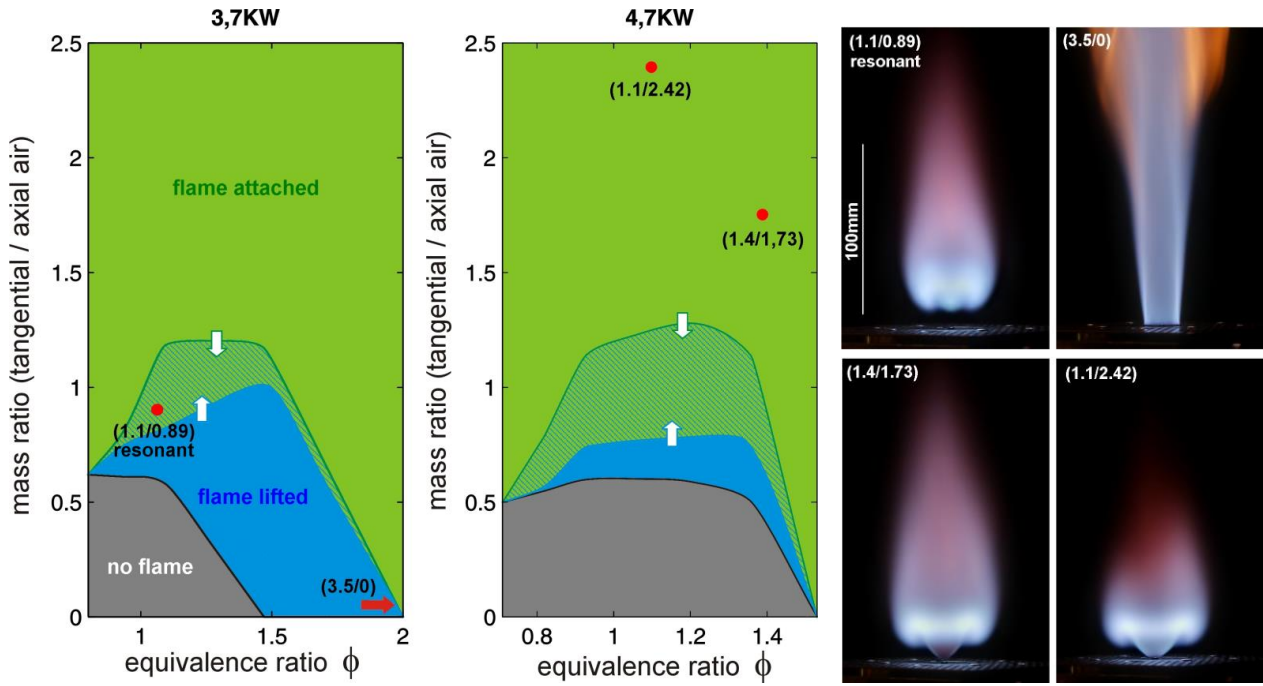 3,7KW
mass ratio (tangential / axial air)
2.5
2
1.5
1
0.5
0
flame attached
(1.1/0.89)
resonant
flame lifted
no flame
(3.5/0)
1
1.5
2
equivalence ratio ϕ
4,7KW
mass ratio (tangential / axial air)
2.5
2
1.5
1
0.5
0
(1.1/2.42)
(1.4/1,73)
0.8
1
1.2
1.4
equivalence ratio ϕ
(1.1/0.89)
resonant
100mm
(3.5/0)
(1.4/1.73)
(1.1/2.42)